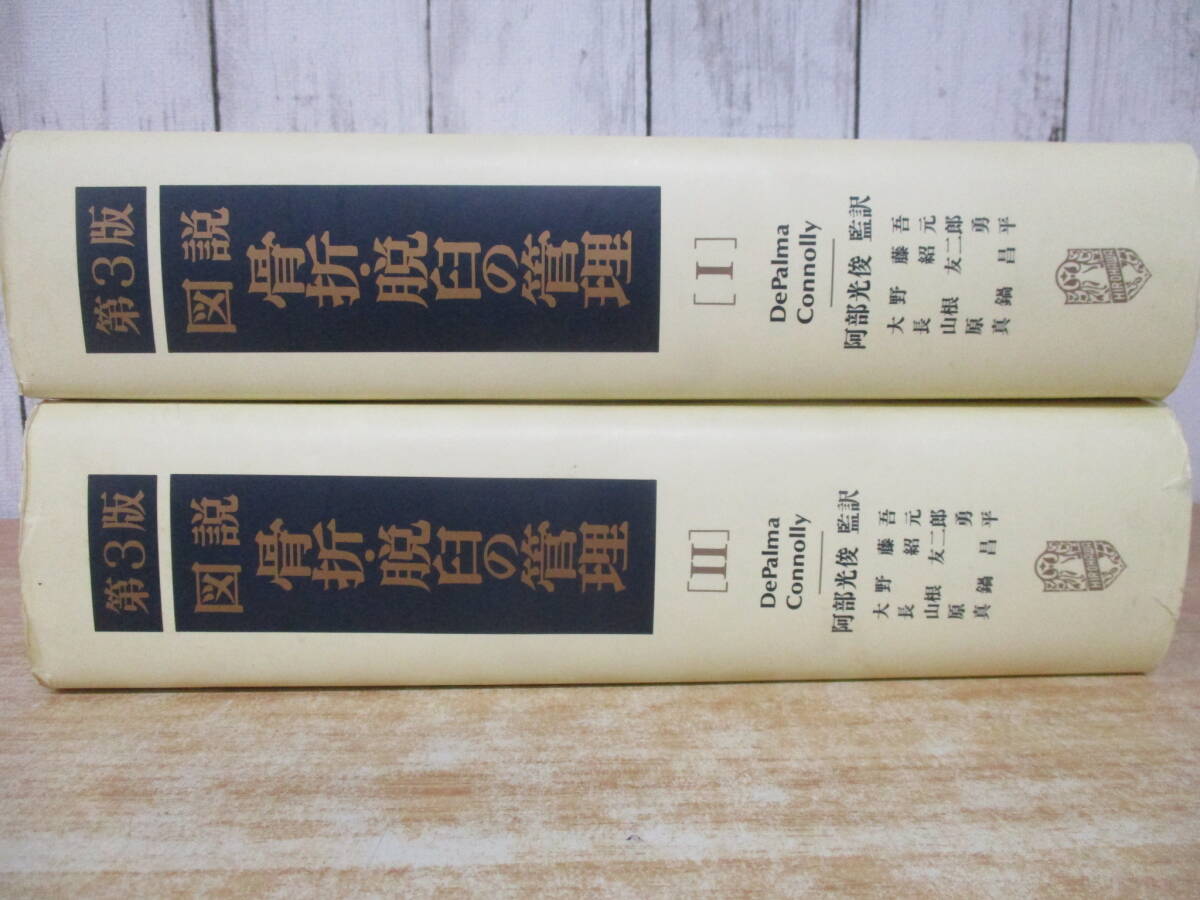 第3版
図説
骨折・脱臼の管理
[I]
DePalma
Connolly
阿部光俊 監訳
大野藤吾
長 紹元
山根友二郎
原 勇
真鍋昌平
HIROKAWA
第3版
図説
骨折・脱臼の管理
[II]
DePalma
Connolly
阿部光俊 監訳
大野藤吾
長 紹元
山根友二郎
原 勇
真鍋昌平
HIROKAWA